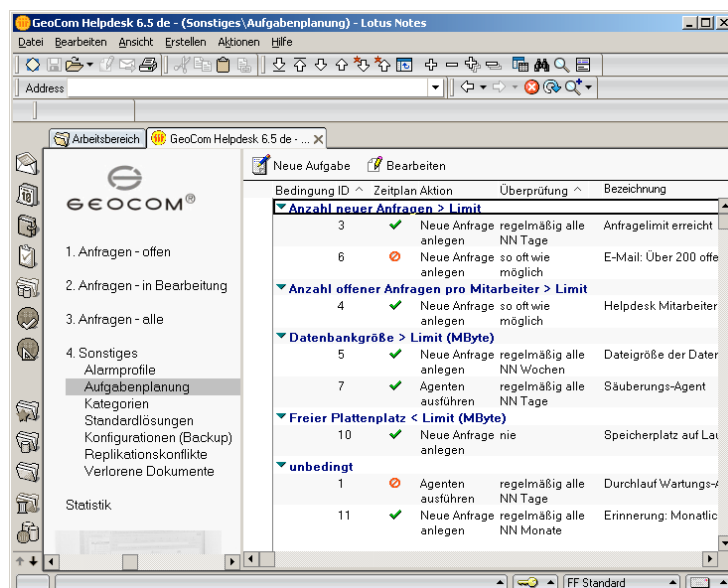 GeoCom Helpdesk 6.5 de - (Sonstiges\Aufgabenplanung) - Lotus Notes
Datei Bearbeiten Ansicht Erstellen Aktionen Hilfe
Address
Arbeitsbereich GeoCom Helpdesk 6.5 de - ...
GEOCOM®
1. Anfragen - offen
2. Anfragen - in Bearbeitung
3. Anfragen - alle
4. Sonstiges
Alarmprofile
Aufgabenplanung
Kategorien
Standardlösungen
Konfigurationen (Backup)
Replikationskonflikte
Verlorene Dokumente
Statistik
Neue Aufgabe Bearbeiten
Bedingung ID Zeitplan Aktion Überprüfung Bezeichnung
Anzahl neuer Anfragen > Limit
3 Neue Anfrage regelmäßig alle Anfragelimit erreicht
anlegen NN Tage
6 Neue Anfrage so oft wie E-Mail: Über 200 offe
anlegen möglich
Anzahl offener Anfragen pro Mitarbeiter > Limit
4 Neue Anfrage so oft wie Helpdesk Mitarbeiter
anlegen möglich
Datenbankgröße > Limit (MByte)
5 Neue Anfrage regelmäßig alle Dateigröße der Daten
anlegen NN Wochen
7 Agenten regelmäßig alle Säuberungs-Agent
ausführen NN Tage
Freier Plattenplatz < Limit (MByte)
10 Neue Anfrage nie Speicherplatz auf Lau
anlegen
unbedingt
1 Agenten regelmäßig alle Durchlauf Wartungs-A
ausführen NN Tage
11 Neue Anfrage regelmäßig alle Erinnerung: Monatlic
anlegen NN Monate
FF Standard